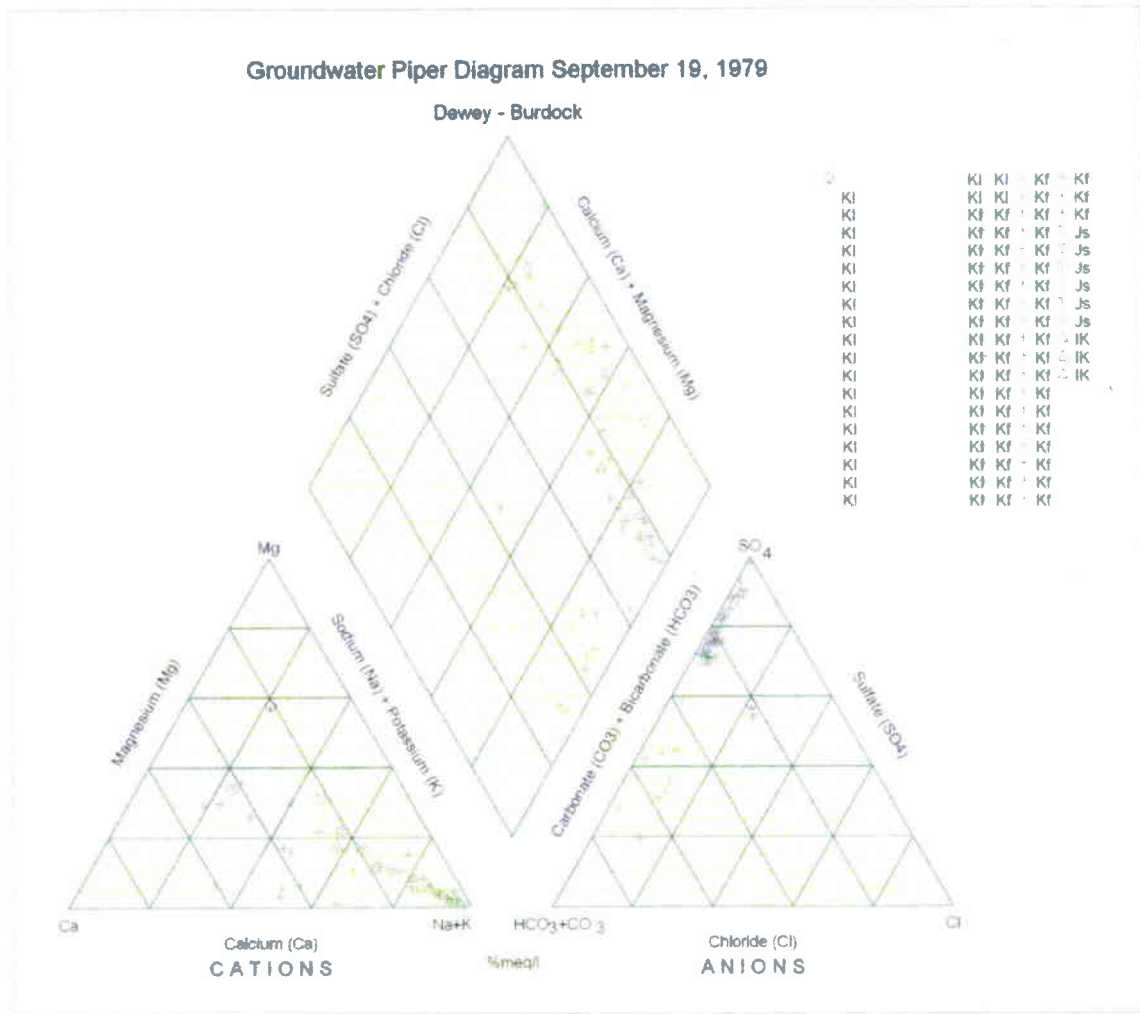 Groundwater Piper Diagram September 19, 1979
Dewey - Burdock
Sulfate (SO4) + Chloride (Cl)
Calcium (Ca) + Magnesium (Mg)
Kl Kl Kf Kf
Kl Kl Kl Kf Kf
Kl Kf Kf Kf Kf
Kl Kf Kf Kf Js
Kl Kf Kf Kf Js
Kl Kf Kf Kf Js
Kl Kf Kf Kf Js
Kl Kf Kf Kf Js
Kl Kf Kf Kf Js
Kl Kf Kf Kf IK
Kl Kf Kf Kf IK
Kl Kf Kf Kf IK
Kl Kf Kf Kf
Kl Kf Kf Kf
Kl Kf Kf Kf
Kl Kf Kf Kf
Kl Kf Kf Kf
Kl Kf Kf Kf
Kl Kf Kf Kf
Mg
SO4
Magnesium (Mg)
Sodium (Na) + Potassium (K)
Carbonate (CO3) + Bicarbonate (HCO3)
Sulfate (SO4)
Ca
Na+K
HCO3+CO3
Cl
Calcium (Ca)
Chloride (Cl)
CATIONS
%meq/l
ANIONS